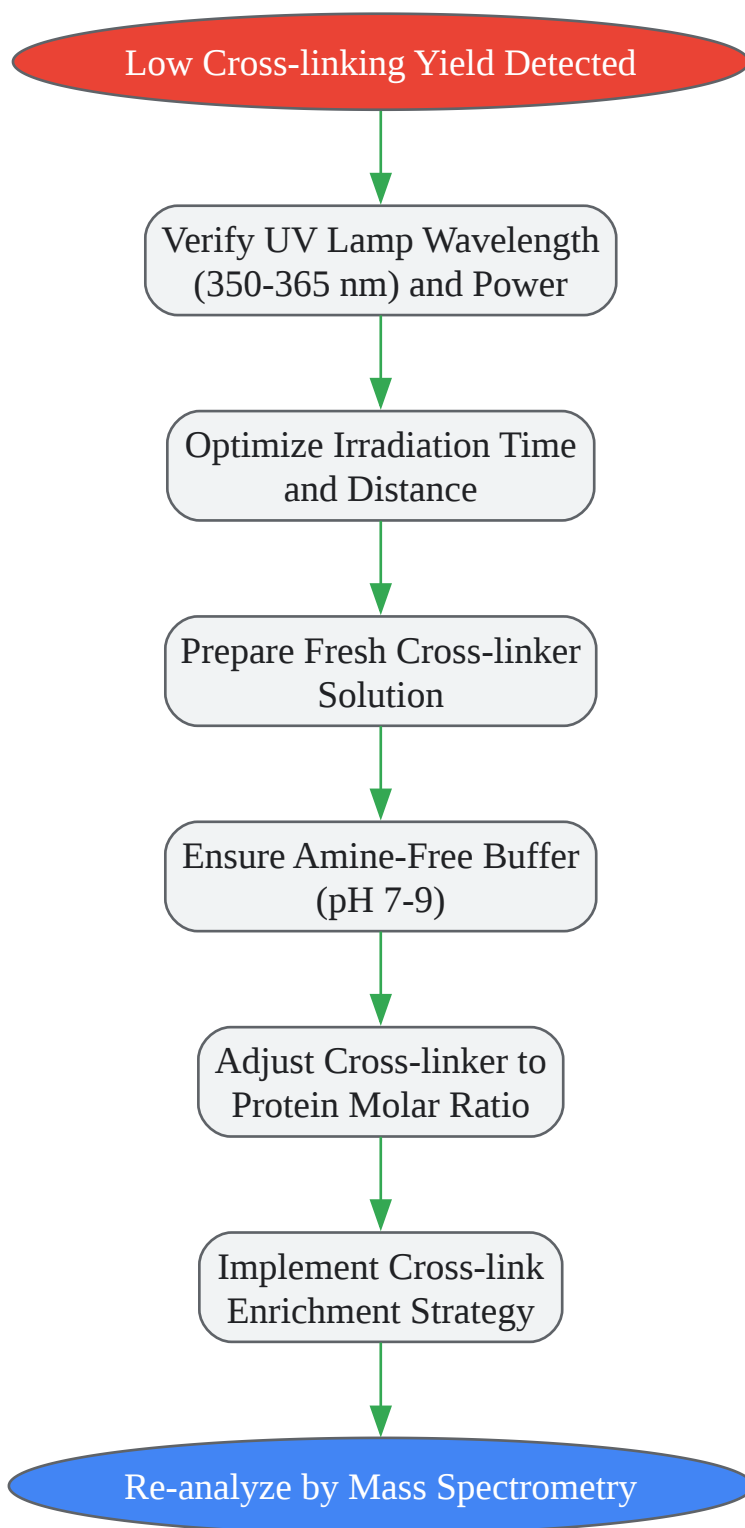 Low Cross-linking Yield Detected
Verify UV Lamp Wavelength
(350-365 nm) and Power
Optimize Irradiation Time
and Distance
Prepare Fresh Cross-linker
Solution
Ensure Amine-Free Buffer
(pH 7-9)
Adjust Cross-linker to
Protein Molar Ratio
Implement Cross-link
Enrichment Strategy
Re-analyze by Mass Spectrometry